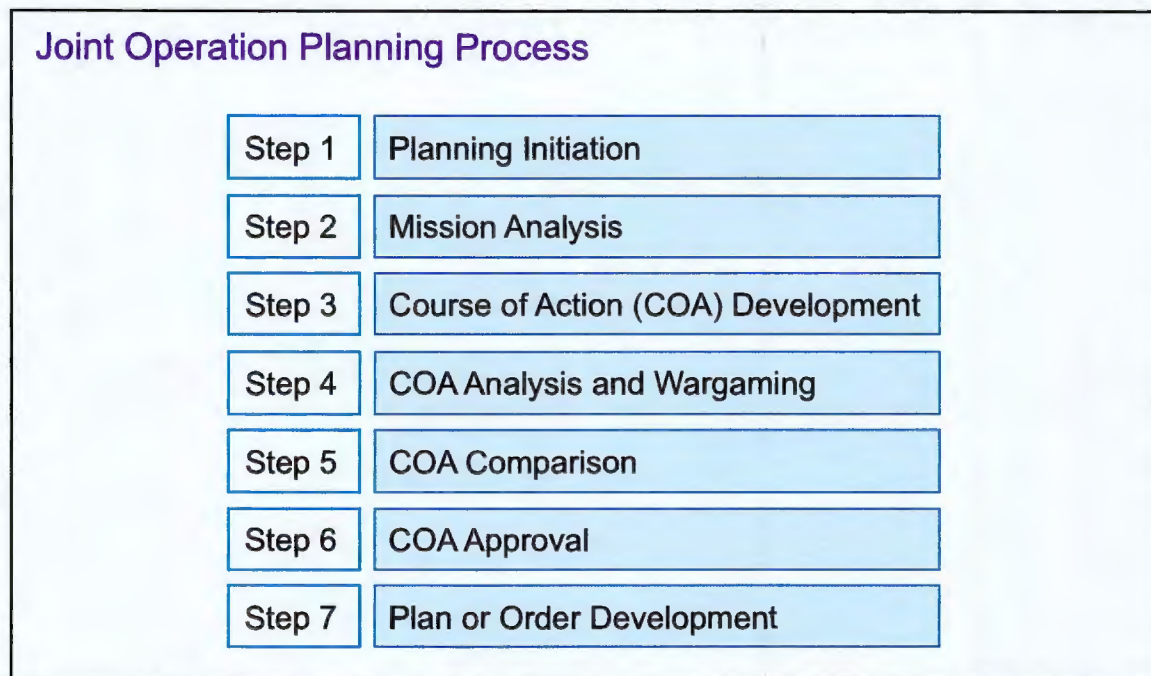 Joint Operation Planning Process
Step 1 Planning Initiation
Step 2 Mission Analysis
Step 3 Course of Action (COA) Development
Step 4 COA Analysis and Wargaming
Step 5 COA Comparison
Step 6 COA Approval
Step 7 Plan or Order Development